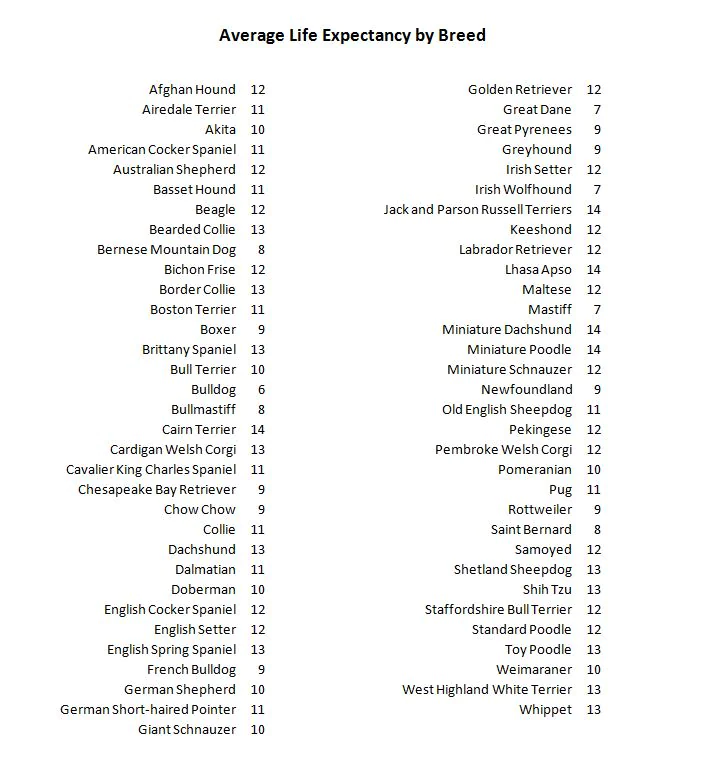 Average Life Expectancy by Breed
Afghan Hound 12
Airedale Terrier 11
Akita 10
American Cocker Spaniel 11
Australian Shepherd 12
Basset Hound 11
Beagle 12
Bearded Collie 13
Bernese Mountain Dog 8
Bichon Frise 12
Border Collie 13
Boston Terrier 11
Boxer 9
Brittany Spaniel 13
Bull Terrier 10
Bulldog 6
Bullmastiff 8
Cairn Terrier 14
Cardigan Welsh Corgi 13
Cavalier King Charles Spaniel 11
Chesapeake Bay Retriever 9
Chow Chow 9
Collie 11
Dachshund 13
Dalmatian 11
Doberman 10
English Cocker Spaniel 12
English Setter 12
English Spring Spaniel 13
French Bulldog 9
German Shepherd 10
German Short-haired Pointer 11
Giant Schnauzer 10
Golden Retriever 12
Great Dane 7
Great Pyrenees 9
Greyhound 9
Irish Setter 12
Irish Wolfhound 7
Jack and Parson Russell Terriers 14
Keeshond 12
Labrador Retriever 12
Lhasa Apso 14
Maltese 12
Mastiff 7
Miniature Dachshund 14
Miniature Poodle 14
Miniature Schnauzer 12
Newfoundland 9
Old English Sheepdog 11
Pekingese 12
Pembroke Welsh Corgi 12
Pomeranian 10
Pug 11
Rottweiler 9
Saint Bernard 8
Samoyed 12
Shetland Sheepdog 13
Shih Tzu 13
Staffordshire Bull Terrier 12
Standard Poodle 12
Toy Poodle 13
Weimaraner 10
West Highland White Terrier 13
Whippet 13